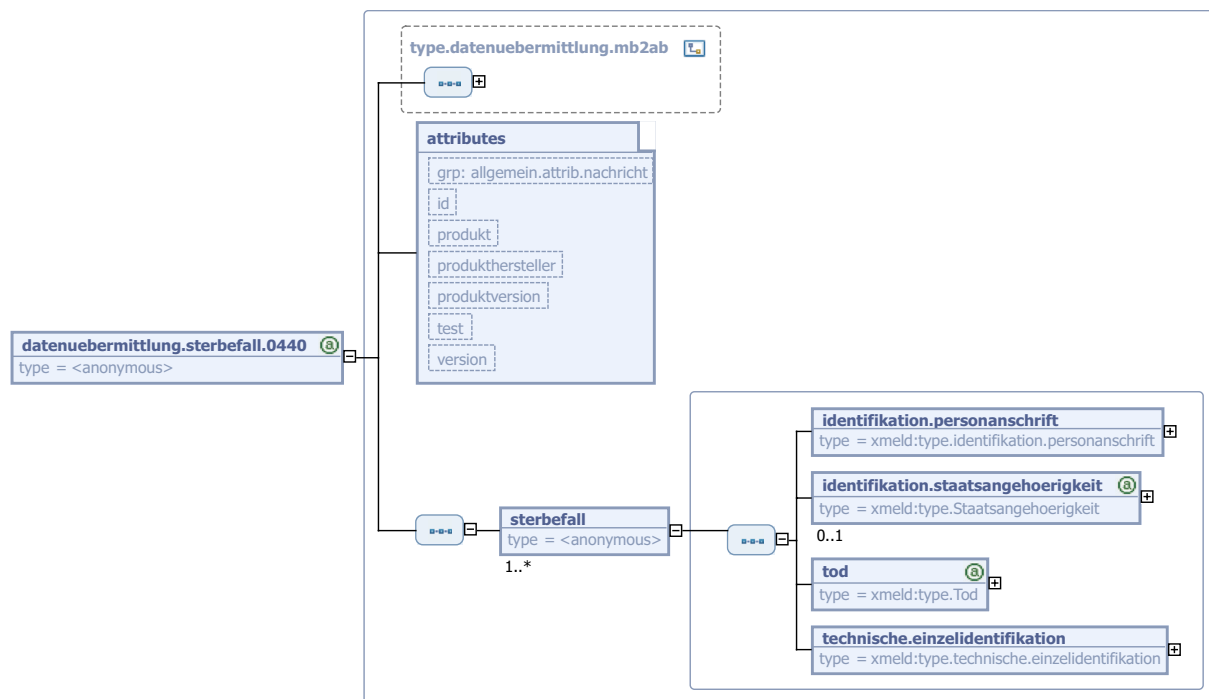 type.datenuebermittlung.mb2ab
attributes
grp: allgemein.attrib.nachricht
id
produkt
produkthersteller
produktversion
test
version
datenuebermittlung.sterbefall.0440 a
type = <anonymous>
sterbefall
type = <anonymous>
1..*
identifikation.personanschrift
type = xmeld:type.identifikation.personanschrift
identifikation.staatsangehoerigkeit a
type = xmeld:type.Staatsangehoerigkeit
0..1
tod a
type = xmeld:type.Tod
technische.einzelidentifikation
type = xmeld:type.technische.einzelidentifikation